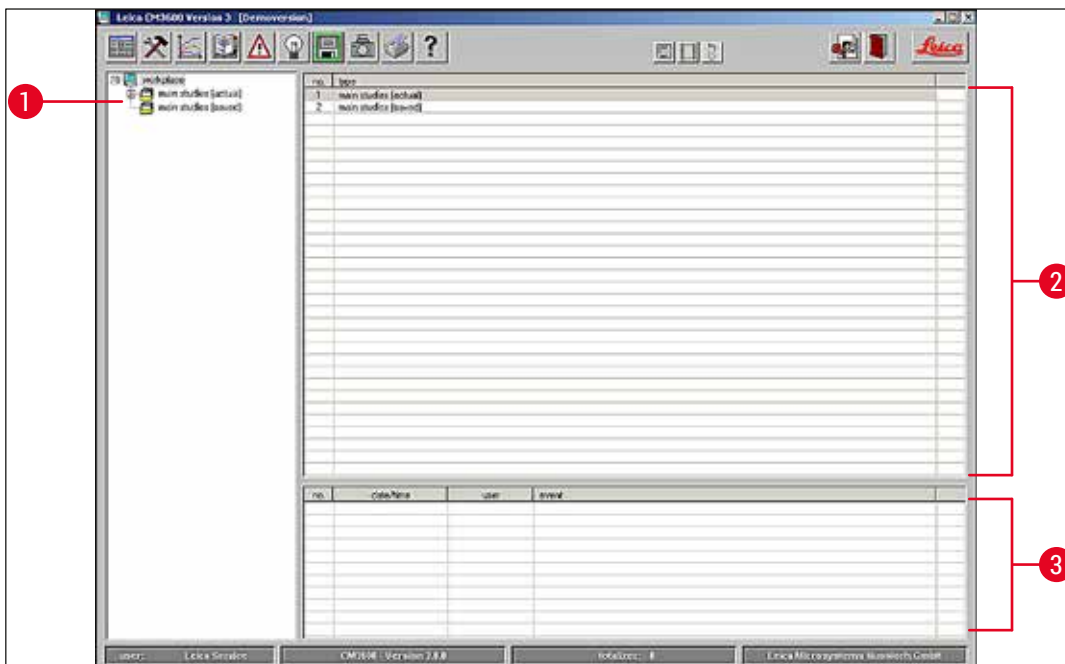 Leica CM3600 Version 3 [Demoversion]
?
Leica
workplace
main studies [actual]
main studies [saved]
1
no. type
1 main studies [actual]
2 main studies [saved]
2
no. date/time user event
3
user: Leica Service CM3600 - Version 2.0.0 totalizer: 0 Leica Microsystems Nussloch GmbH